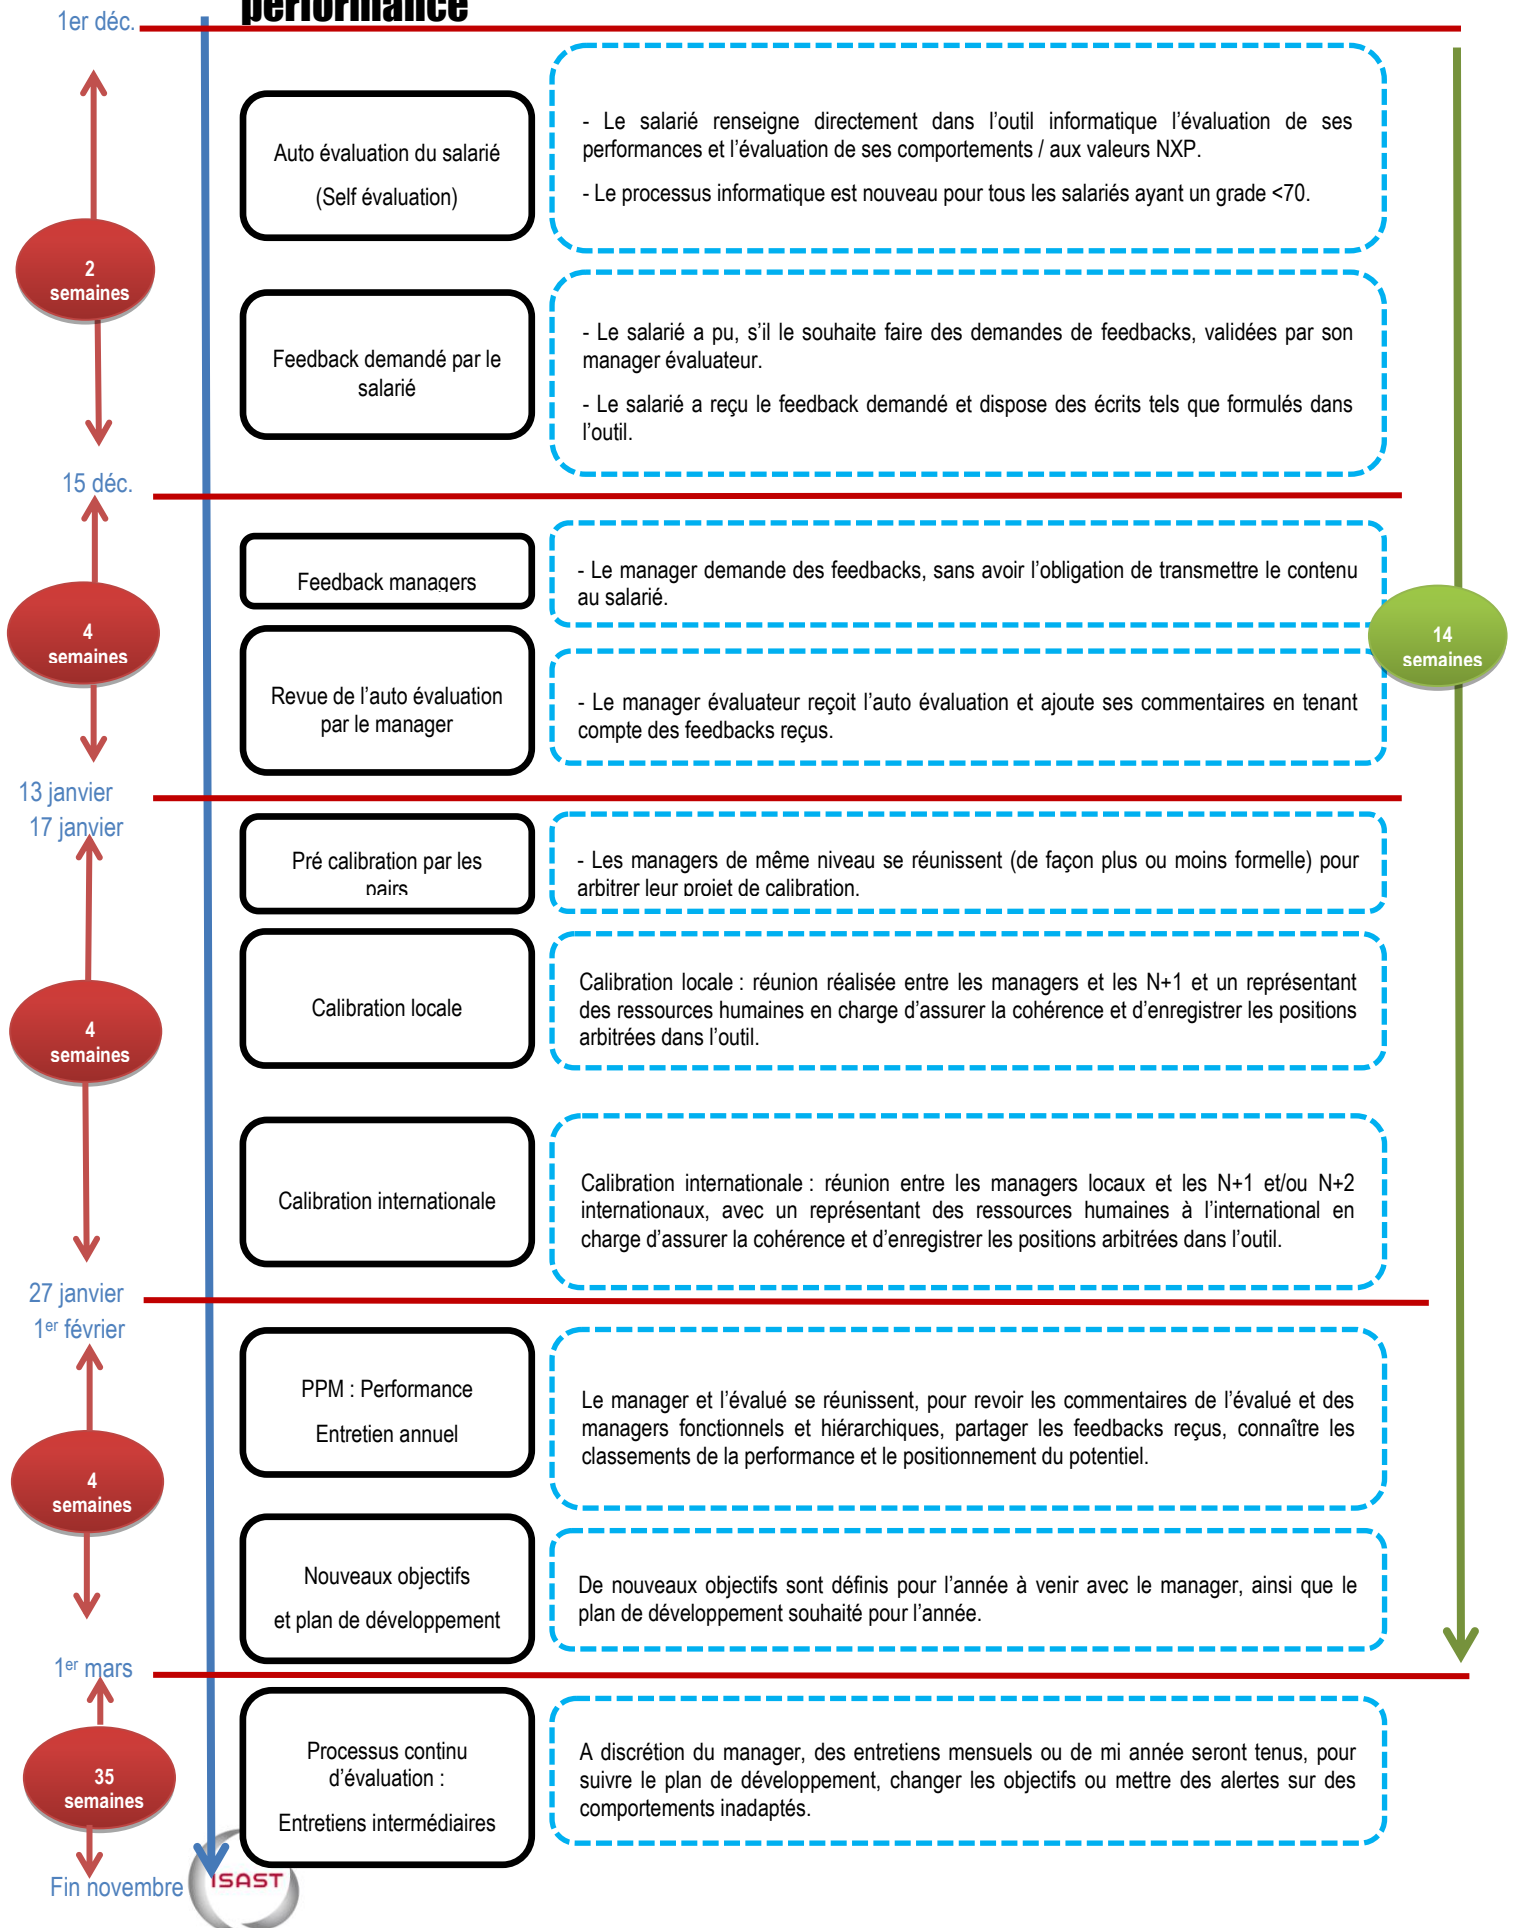 performance
1er déc.
Auto évaluation du salarié
(Self évaluation)
- Le salarié renseigne directement dans l'outil informatique l'évaluation de ses
performances et l'évaluation de ses comportements / aux valeurs NXP.
- Le processus informatique est nouveau pour tous les salariés ayant un grade <70.
2
semaines
Feedback demandé par le
salarié
- Le salarié a pu, s'il le souhaite faire des demandes de feedbacks, validées par son
manager évaluateur.
- Le salarié a reçu le feedback demandé et dispose des écrits tels que formulés dans
l'outil.
15 déc.
Feedback managers
- Le manager demande des feedbacks, sans avoir l'obligation de transmettre le contenu
au salarié.
4
semaines
14
semaines
Revue de l'auto évaluation
par le manager
- Le manager évaluateur reçoit l'auto évaluation et ajoute ses commentaires en tenant
compte des feedbacks reçus.
13 janvier
17 janvier
Pré calibration par les
pairs
- Les managers de même niveau se réunissent (de façon plus ou moins formelle) pour
arbitrer leur projet de calibration.
Calibration locale
Calibration locale : réunion réalisée entre les managers et les N+1 et un représentant
des ressources humaines en charge d'assurer la cohérence et d'enregistrer les positions
arbitrées dans l'outil.
4
semaines
Calibration internationale
Calibration internationale : réunion entre les managers locaux et les N+1 et/ou N+2
internationaux, avec un représentant des ressources humaines à l'international en
charge d'assurer la cohérence et d'enregistrer les positions arbitrées dans l'outil.
27 janvier
1er février
PPM : Performance
Entretien annuel
Le manager et l'évalué se réunissent, pour revoir les commentaires de l'évalué et des
managers fonctionnels et hiérarchiques, partager les feedbacks reçus, connaître les
classements de la performance et le positionnement du potentiel.
4
semaines
Nouveaux objectifs
et plan de développement
De nouveaux objectifs sont définis pour l'année à venir avec le manager, ainsi que le
plan de développement souhaité pour l'année.
1er mars
Processus continu
d'évaluation :
Entretiens intermédiaires
A discrétion du manager, des entretiens mensuels ou de mi année seront tenus, pour
suivre le plan de développement, changer les objectifs ou mettre des alertes sur des
comportements inadaptés.
35
semaines
Fin novembre
ISAST